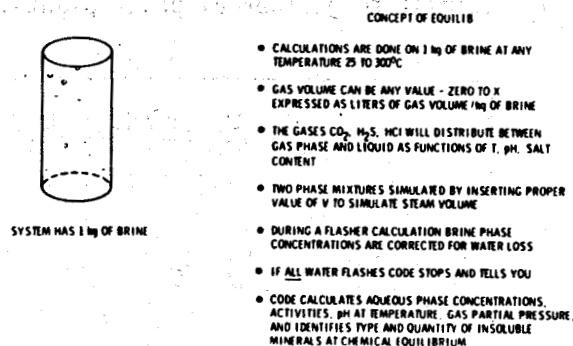 CONCEPT OF EQUILIB
• CALCULATIONS ARE DONE ON 1 kg OF BRINE AT ANY
TEMPERATURE 25 TO 300°C
• GAS VOLUME CAN BE ANY VALUE - ZERO TO X
EXPRESSED AS LITERS OF GAS VOLUME/kg OF BRINE
• THE GASES CO2, H2S, HCl WILL DISTRIBUTE BETWEEN
GAS PHASE AND LIQUID AS FUNCTIONS OF T, pH, SALT
CONTENT
• TWO PHASE MIXTURES SIMULATED BY INSERTING PROPER
VALUE OF V TO SIMULATE STEAM VOLUME
SYSTEM HAS 1 kg OF BRINE
• DURING A FLASHER CALCULATION BRINE PHASE
CONCENTRATIONS ARE CORRECTED FOR WATER LOSS
• IF ALL WATER FLASHES CODE STOPS AND TELLS YOU
• CODE CALCULATES AQUEOUS PHASE CONCENTRATIONS,
ACTIVITIES, pH AT TEMPERATURE, GAS PARTIAL PRESSURE,
AND IDENTIFIES TYPE AND QUANTITY OF INSOLUBLE
MINERALS AT CHEMICAL EQUILIBRIUM